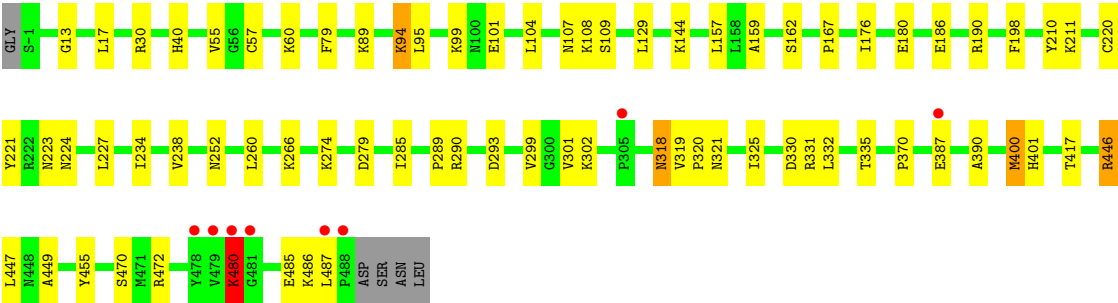 GLY S-1 G13 L17 R30 H40 V55 G56 C57 K60 F79 K89 K94 L95 K99 N100 E101 L104 N107 K108 S109 L129 K144 L157 L158 A159 S162 P167 I176 E180 E186 R190 F198 Y210 K211 C220
Y221 R222 N223 N224 L227 I234 V238 N252 L260 K266 K274 D279 I285 P289 R290 D293 V299 G300 V301 K302 P305 N318 V319 P320 N321 I325 D330 R331 L332 T335 P370 E387 A390 M400 H401 T417 R446
L447 N448 A449 Y455 S470 M471 R472 Y478 V479 K480 G481 E485 K486 L487 P488 ASP SER ASN LEU